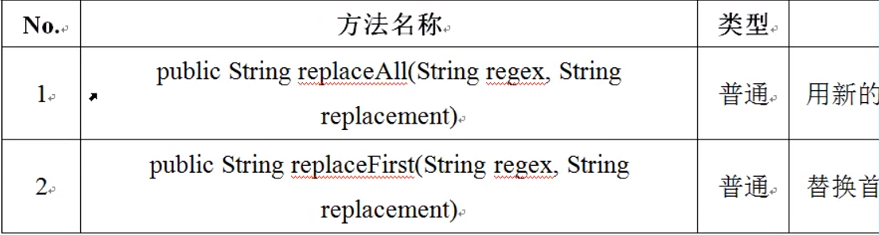 No. 方法名称 类型
public String replaceAll(String regex, String
1 普通 用新的
replacement)
public String replaceFirst(String regex, String
2 普通 替换首
replacement)